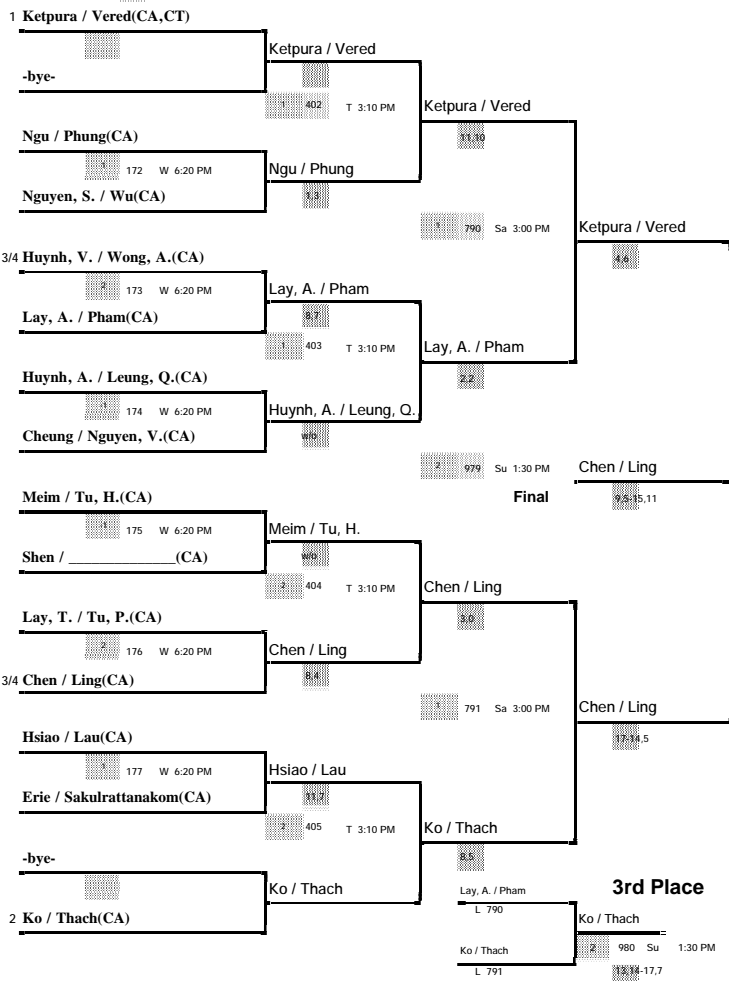 1 Ketpura / Vered(CA,CT)
Ketpura / Vered
-bye-
1 402 T 3:10 PM
Ketpura / Vered
11,10
Ngu / Phung(CA)
1 172 W 6:20 PM
Ngu / Phung
1,3
Nguyen, S. / Wu(CA)
1 790 Sa 3:00 PM
Ketpura / Vered
4,6
3/4 Huynh, V. / Wong, A.(CA)
2 173 W 6:20 PM
Lay, A. / Pham
8,7
Lay, A. / Pham(CA)
1 403 T 3:10 PM
Lay, A. / Pham
2,2
Huynh, A. / Leung, Q.(CA)
1 174 W 6:20 PM
Huynh, A. / Leung, Q.
w/o
Cheung / Nguyen, V.(CA)
2 979 Su 1:30 PM
Chen / Ling
Final
9,5-15,11
Meim / Tu, H.(CA)
1 175 W 6:20 PM
Meim / Tu, H.
w/o
Shen / ______________(CA)
2 404 T 3:10 PM
Chen / Ling
3,0
Lay, T. / Tu, P.(CA)
2 176 W 6:20 PM
Chen / Ling
8,4
3/4 Chen / Ling(CA)
1 791 Sa 3:00 PM
Chen / Ling
17-14,5
Hsiao / Lau(CA)
1 177 W 6:20 PM
Hsiao / Lau
11,7
Erie / Sakulrattanakom(CA)
2 405 T 3:10 PM
Ko / Thach
8,5
-bye-
Ko / Thach
2 Ko / Thach(CA)
3rd Place
Lay, A. / Pham
L 790
Ko / Thach
2 980 Su 1:30 PM
Ko / Thach
L 791
13,14-17,7